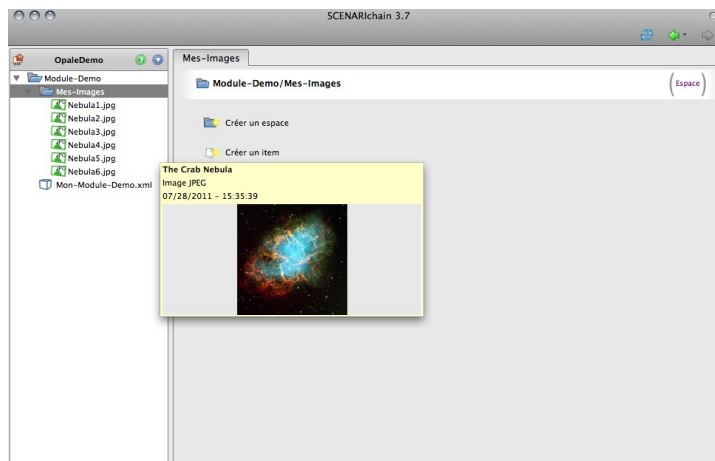 SCENARIchain 3.7
OpaleDemo
Module-Demo
Mes-Images
Nebula1.jpg
Nebula2.jpg
Nebula3.jpg
Nebula4.jpg
Nebula5.jpg
Nebula6.jpg
Mon-Module-Demo.xml
Mes-Images
Module-Demo/Mes-Images
(Espace)
Créer un espace
Créer un item
The Crab Nebula
Image JPEG
07/28/2011 - 15:35:39